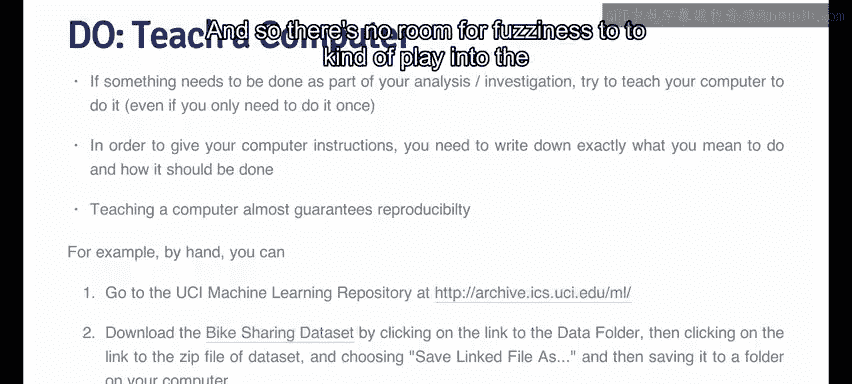 DO: Teach a Computer
And so there's no room for fuzziness to to
kind of play into the
· If something needs to be done as part of your analysis / investigation, try to teach your computer to
do it (even if you only need to do it once)
· In order to give your computer instructions, you need to write down exactly what you mean to do
and how it should be done
· Teaching a computer almost guarantees reproducibilty
For example, by hand, you can
1. Go to the UCI Machine Learning Repository at http://archive.ics.uci.edu/ml/
2. Download the Bike Sharing Dataset by clicking on the link to the Data Folder, then clicking on the
link to the zip file of dataset, and choosing "Save Linked File As..." and then saving it to a folder
on your computer